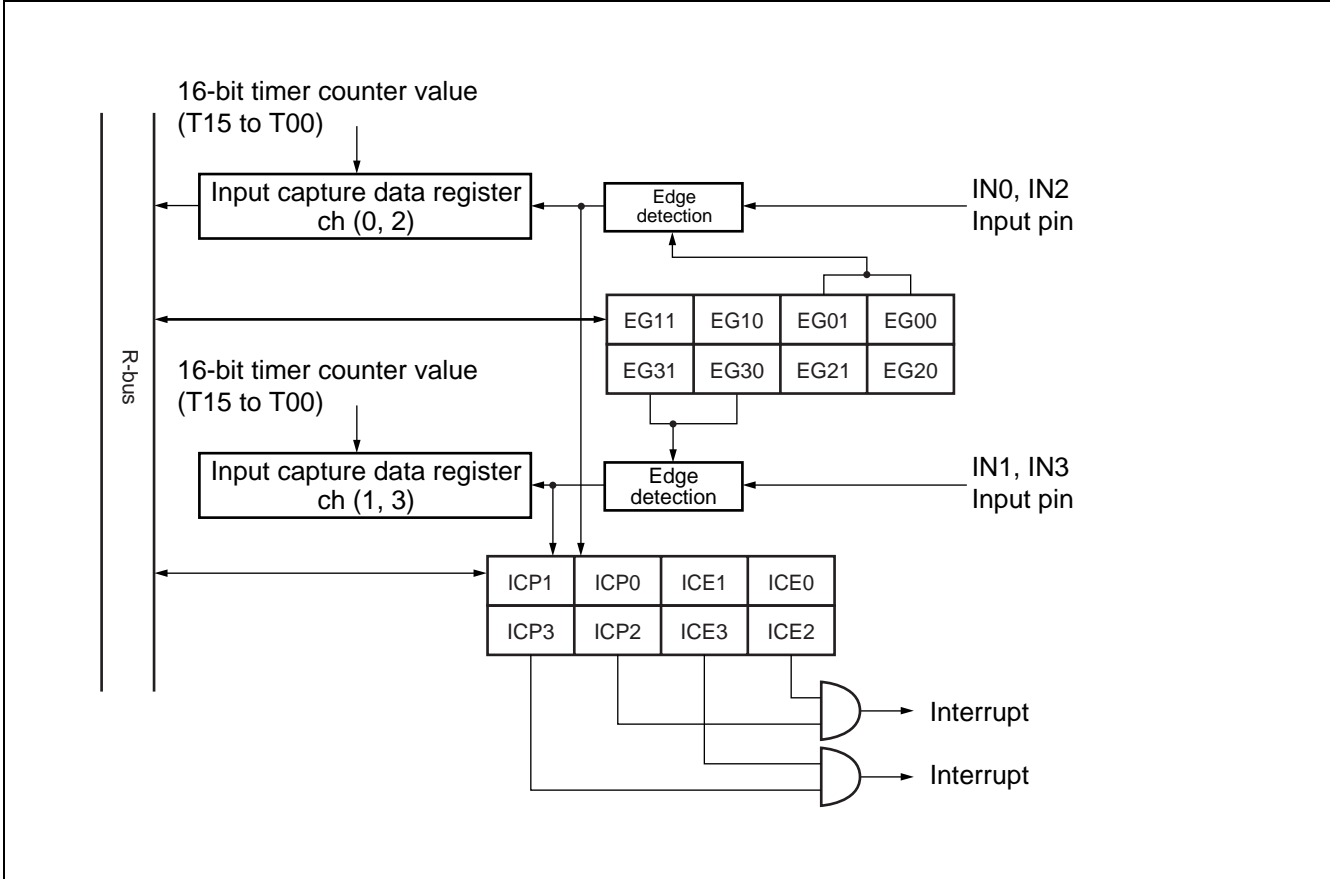 16-bit timer counter value
(T15 to T00)
Input capture data register
ch (0, 2)
Edge
detection
IN0, IN2
Input pin
EG11 EG10 EG01 EG00
EG31 EG30 EG21 EG20
R-bus
16-bit timer counter value
(T15 to T00)
Input capture data register
ch (1, 3)
Edge
detection
IN1, IN3
Input pin
ICP1 ICP0 ICE1 ICE0
ICP3 ICP2 ICE3 ICE2
Interrupt
Interrupt